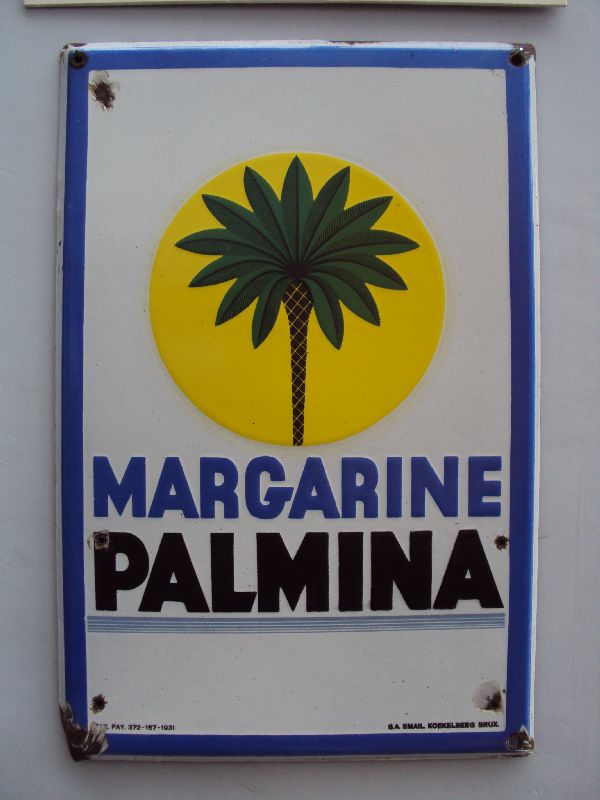 MARGARINE
PALMINA
PAY. 372-167-1931
S.A. EMAIL. KOEKELBERG BRUX.